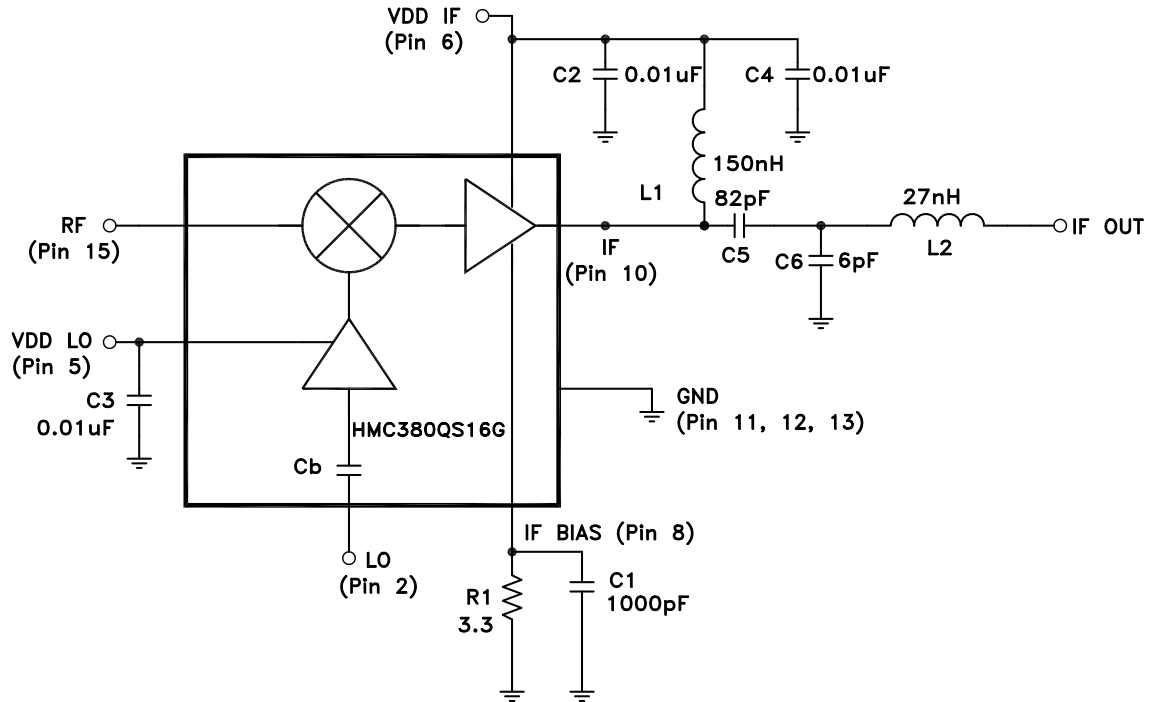 VDD IF
(Pin 6)
C2
0.01uF
C4
0.01uF
150nH
L1
82pF
C5
27nH
L2
IF OUT
RF
(Pin 15)
IF
(Pin 10)
C6
6pF
VDD LO
(Pin 5)
C3
0.01uF
GND
(Pin 11, 12, 13)
HMC380QS16G
Cb
LO
(Pin 2)
IF BIAS (Pin 8)
R1
3.3
C1
1000pF